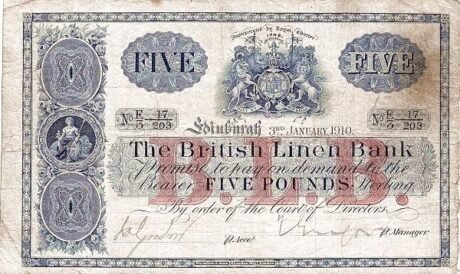 Incorporated by Royal Charter
1746
FIVE FIVE
No E/5 17/203 No E/5 17/203
Edinburgh 3RD JANUARY, 1910.
The British Linen Bank
Promise to pay on demand to the
Bearer FIVE POUNDS Sterling
By order of the Court of Directors.
B.L.B.
p. Acct. p. Manager.